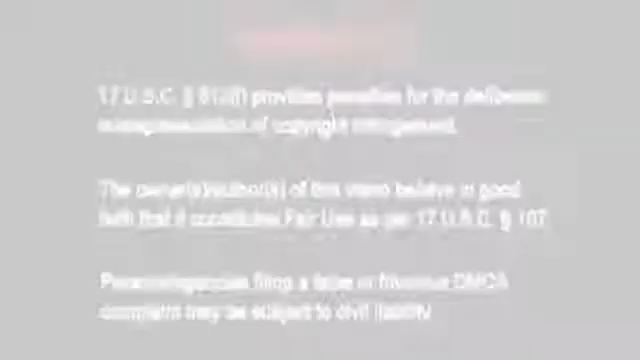 17 U.S.C. § 512(f) provides penalties for the deliberate
misrepresentation of copyright infringement.
The owner(s)/author(s) of this video believe in good
faith that it constitutes Fair Use as per 17 U.S.C. § 107
filing a false or frivolous DMCA
complaint may be subject to civil liability